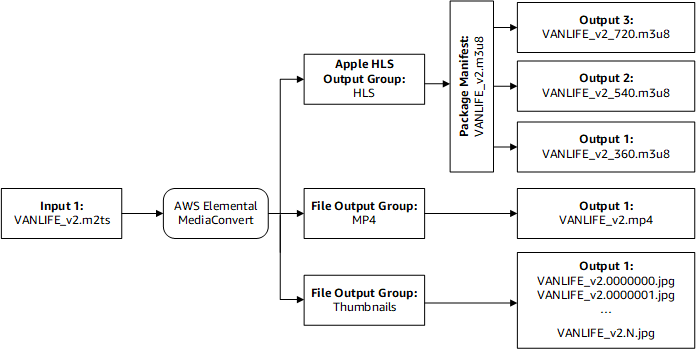 Input 1:
VANLIFE_v2.m2ts
AWS Elemental
MediaConvert
Apple HLS
Output Group:
HLS
Package Manifest:
VANLIFE_v2.m3u8
Output 3:
VANLIFE_v2_720.m3u8
Output 2:
VANLIFE_v2_540.m3u8
Output 1:
VANLIFE_v2_360.m3u8
File Output Group:
MP4
Output 1:
VANLIFE_v2.mp4
File Output Group:
Thumbnails
Output 1:
VANLIFE_v2.0000000.jpg
VANLIFE_v2.0000001.jpg
...
VANLIFE_v2.N.jpg